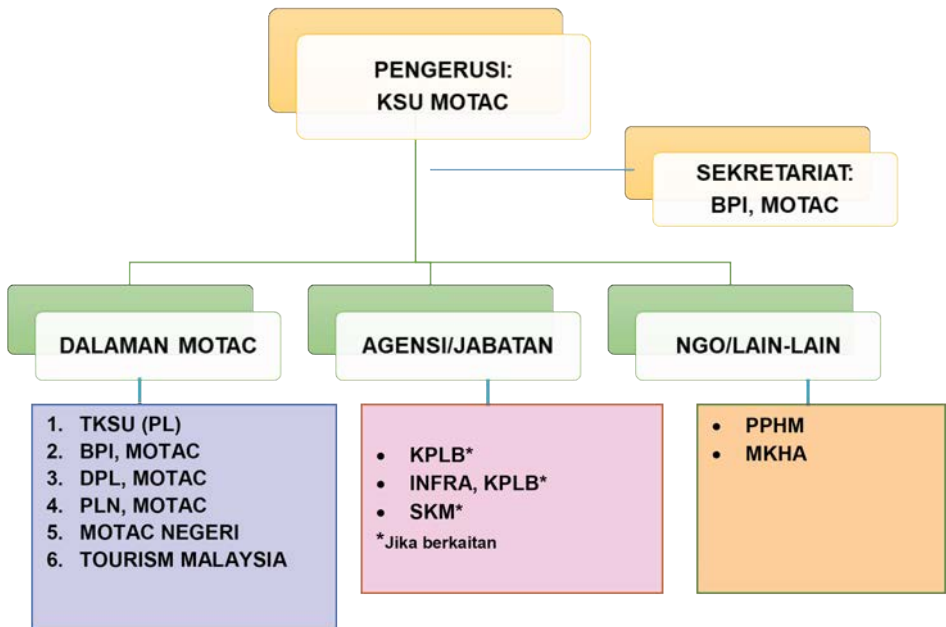 PENGERUSI:
KSU MOTAC
SEKRETARIAT:
BPI, MOTAC
DALAMAN MOTAC
1. TKSU (PL)
2. BPI, MOTAC
3. DPL, MOTAC
4. PLN, MOTAC
5. MOTAC NEGERI
6. TOURISM MALAYSIA
AGENSI/JABATAN
• KPLB*
• INFRA, KPLB*
• SKM*
*Jika berkaitan
NGO/LAIN-LAIN
• PPHM
• MKHA